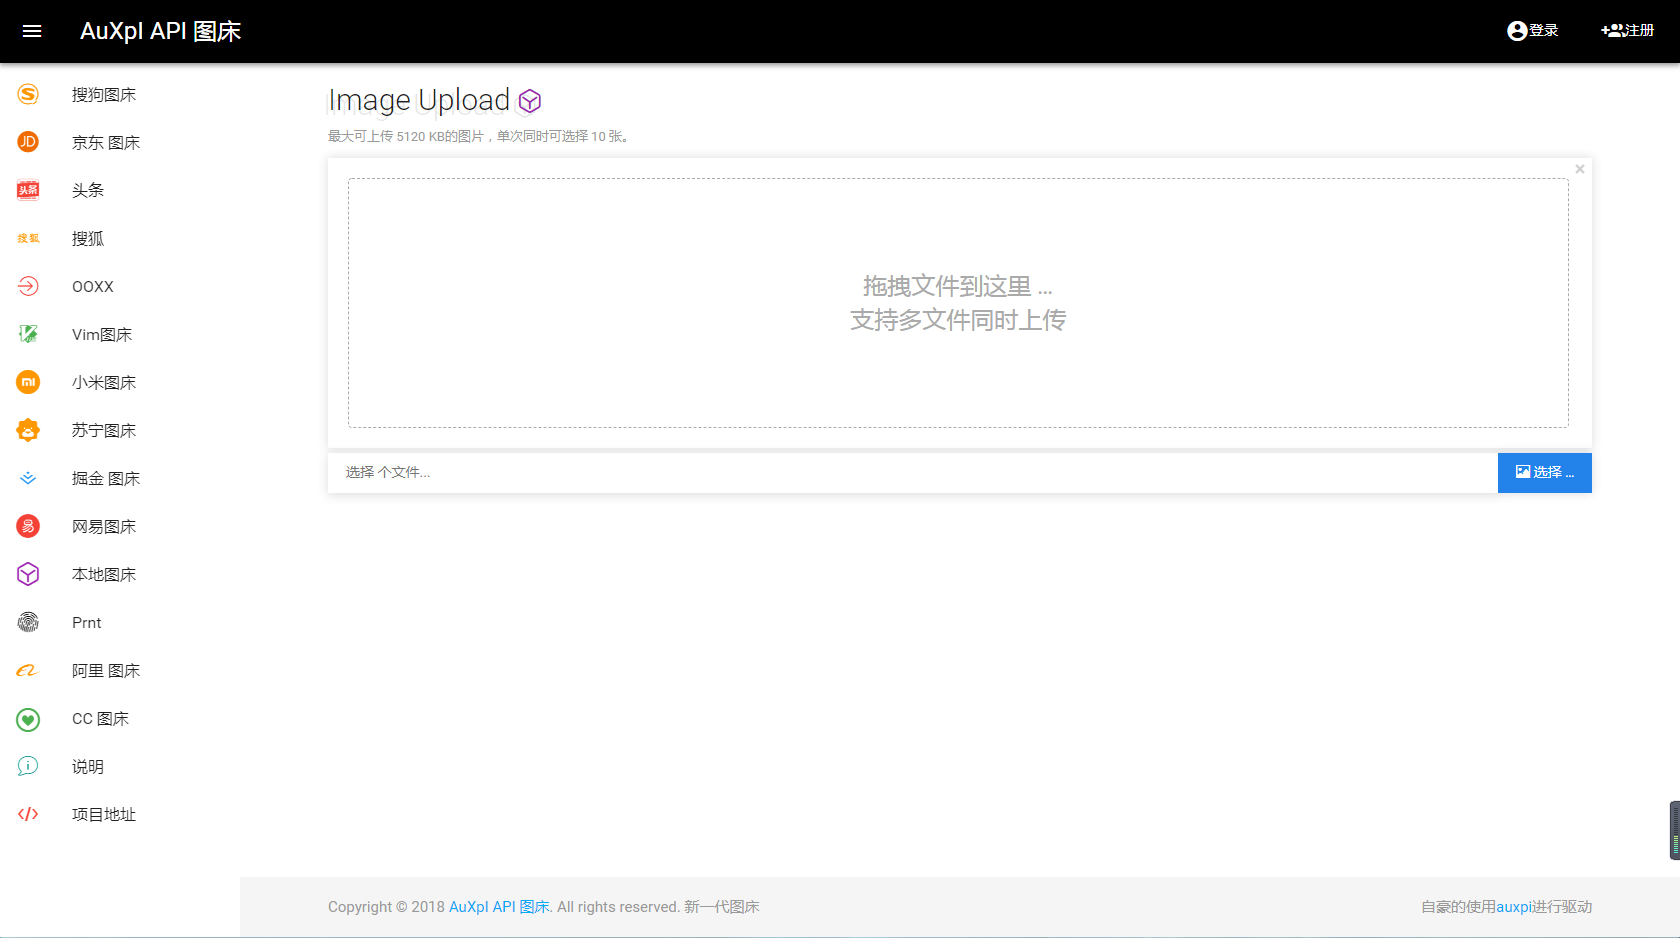 AuXpI API 图床
登录
注册
搜狗图床
JD
京东 图床
头条
头条
搜狐
搜狐
OOXX
Vim图床
小米图床
苏宁图床
掘金 图床
易
网易图床
本地图床
Prnt
阿里 图床
CC 图床
说明
项目地址
Image Upload
最大可上传 5120 KB的图片，单次同时可选择 10 张。
×
拖拽文件到这里 ...
支持多文件同时上传
选择 个文件...
选择 ...
Copyright © 2018 AuXpI API 图床. All rights reserved. 新一代图床
自豪的使用auxpi进行驱动